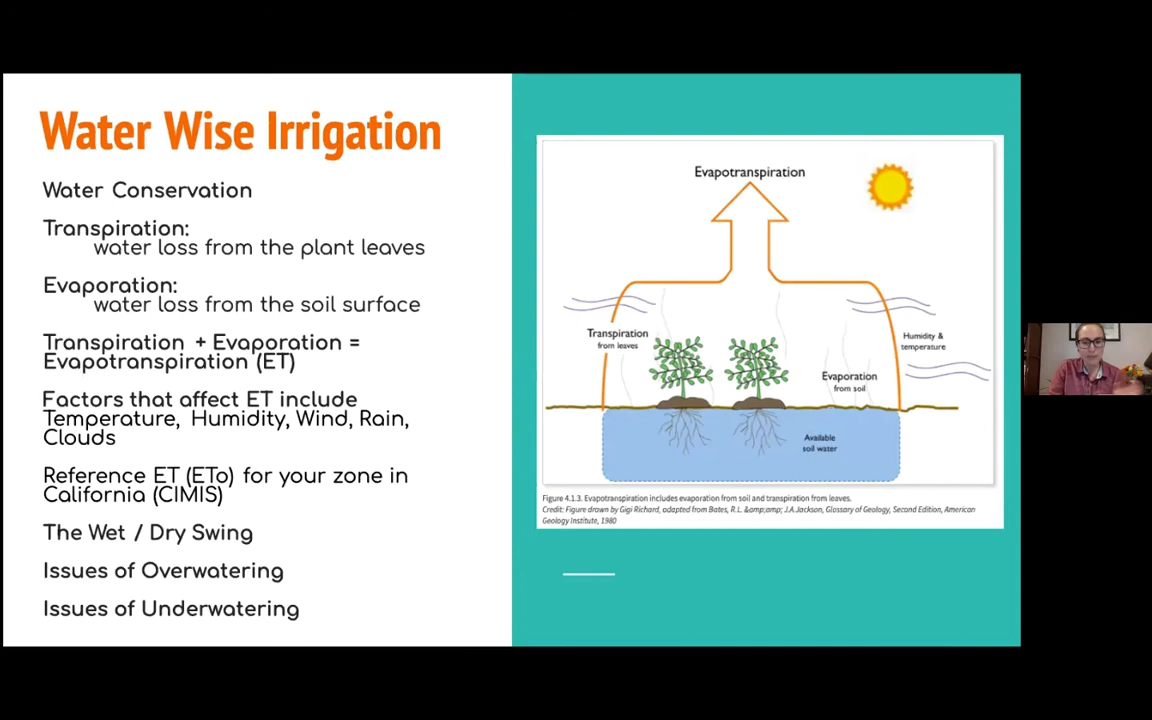 Water Wise Irrigation
Water Conservation
Transpiration:
water loss from the plant leaves
Evaporation:
water loss from the soil surface
Transpiration + Evaporation =
Evapotranspiration (ET)
Factors that affect ET include
Temperature, Humidity, Wind, Rain,
Clouds
Reference ET (ETo) for your zone in
California (CIMIS)
The Wet / Dry Swing
Issues of Overwatering
Issues of Underwatering
Evapotranspiration
Transpiration
from leaves
Humidity &
temperature
Evaporation
from soil
Available
soil water
Figure 4.1.3. Evapotranspiration includes evaporation from soil and transpiration from leaves.
Credit: Figure drawn by Gigi Richard, adapted from Bates, R.L. &amp;amp; J.A.Jackson, Glossary of Geology, Second Edition, American
Geology Institute, 1980